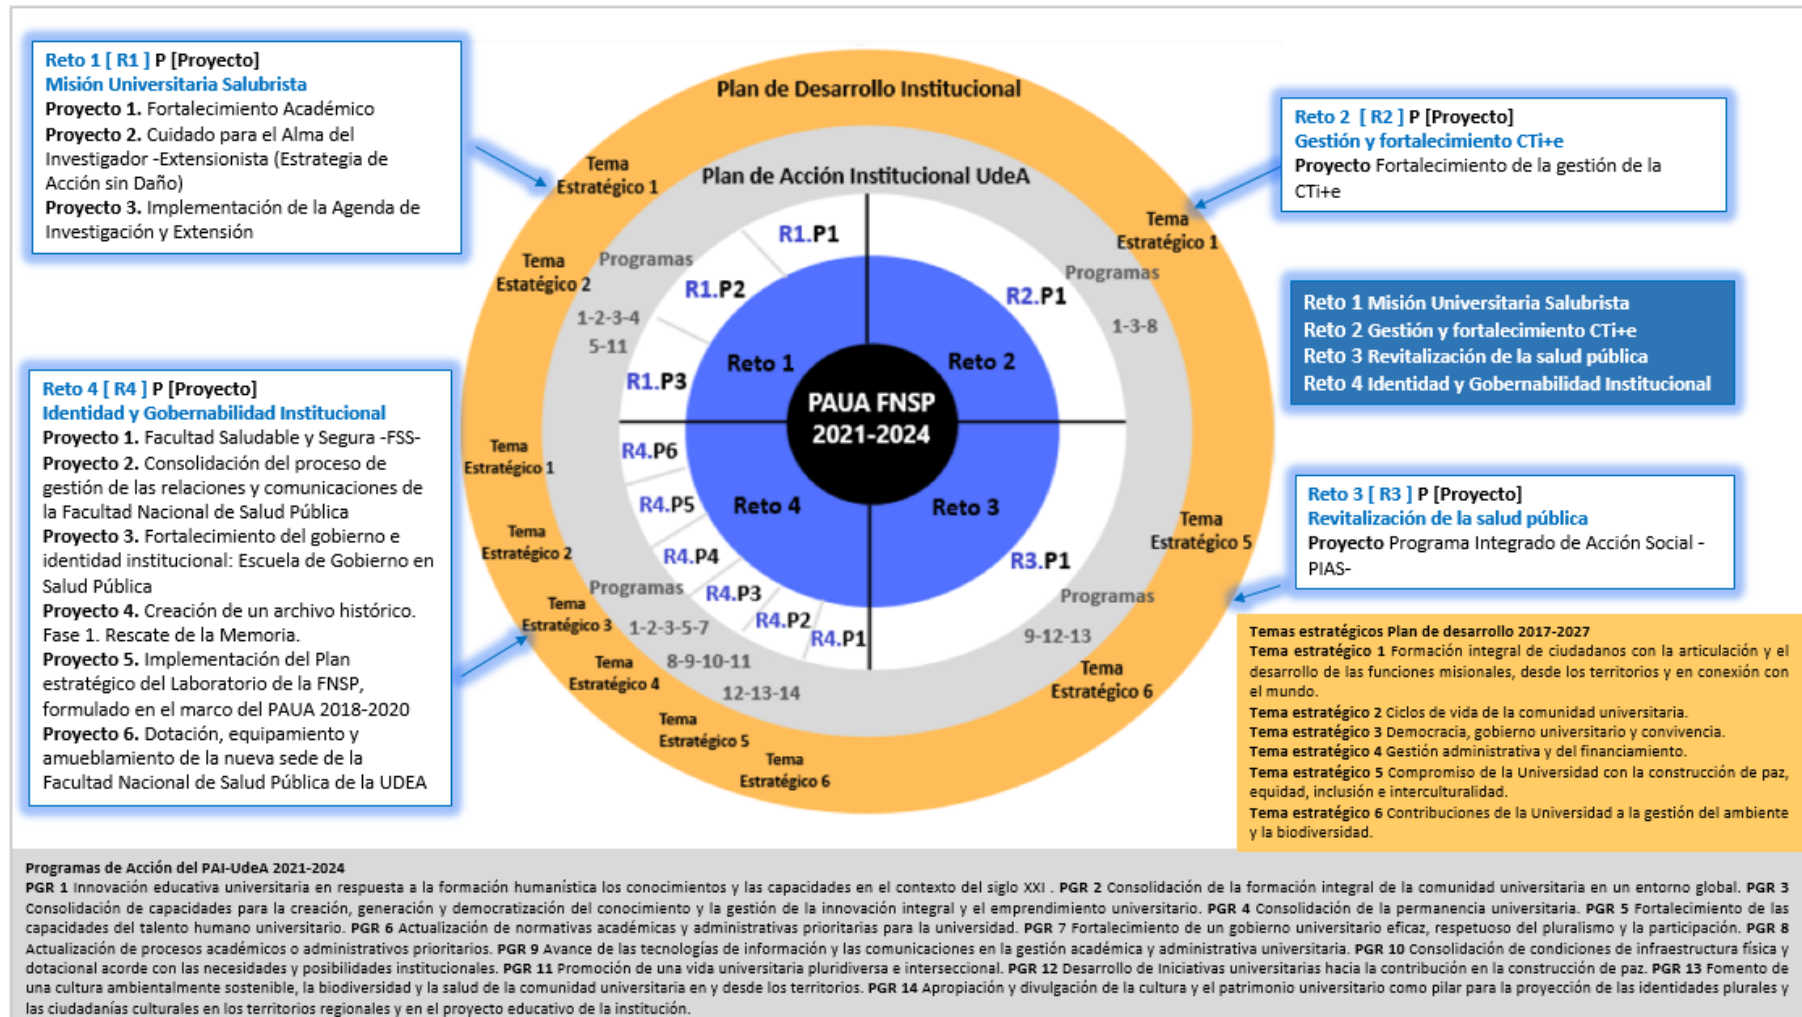 Reto 1 [ R1 ] P [Proyecto]
Misión Universitaria Salubrista
Proyecto 1. Fortalecimiento Académico
Proyecto 2. Cuidado para el Alma del
Investigador -Extensionista (Estrategia de
Acción sin Daño)
Proyecto 3. Implementación de la Agenda de
Investigación y Extensión
Reto 4 [ R4 ] P [Proyecto]
Identidad y Gobernabilidad Institucional
Proyecto 1. Facultad Saludable y Segura -FSS-
Proyecto 2. Consolidación del proceso de
gestión de las relaciones y comunicaciones de
la Facultad Nacional de Salud Pública
Proyecto 3. Fortalecimiento del gobierno e
identidad institucional: Escuela de Gobierno en
Salud Pública
Proyecto 4. Creación de un archivo histórico.
Fase 1. Rescate de la Memoria.
Proyecto 5. Implementación del Plan
estratégico del Laboratorio de la FNSP,
formulado en el marco del PAUA 2018-2020
Proyecto 6. Dotación, equipamiento y
amueblamiento de la nueva sede de la
Facultad Nacional de Salud Pública de la UDEA
Plan de Desarrollo Institucional
Plan de Acción Institucional UdeA
Tema
Estratégico 1
Tema
Estatégico 2
Programas
1-2-3-4
5-11
R1.P1
R1.P2
R1.P3
Reto 1
Tema
Estratégico 1
Programas
1-3-8
R2.P1
Reto 2
PAUA FNSP
2021-2024
Tema
Estratégico 1
Tema
Estratégico 2
Tema
Estratégico 3
Tema
Estratégico 4
Tema
Estratégico 5
Tema
Estratégico 6
Programas
1-2-3-5-7
8-9-10-11
12-13-14
R4.P6
R4.P5
R4.P4
R4.P3
R4.P2
R4.P1
Reto 4
Reto 3
R3.P1
Programas
9-12-13
Tema
Estratégico 5
Tema
Estratégico 6
Reto 2 [ R2 ] P [Proyecto]
Gestión y fortalecimiento CTi+e
Proyecto Fortalecimiento de la gestión de la
CTi+e
Reto 1 Misión Universitaria Salubrista
Reto 2 Gestión y fortalecimiento CTi+e
Reto 3 Revitalización de la salud pública
Reto 4 Identidad y Gobernabilidad Institucional
Reto 3 [ R3 ] P [Proyecto]
Revitalización de la salud pública
Proyecto Programa Integrado de Acción Social -
PIAS-
Temas estratégicos Plan de desarrollo 2017-2027
Tema estratégico 1 Formación integral de ciudadanos con la articulación y el
desarrollo de las funciones misionales, desde los territorios y en conexión con
el mundo.
Tema estratégico 2 Ciclos de vida de la comunidad universitaria.
Tema estratégico 3 Democracia, gobierno universitario y convivencia.
Tema estratégico 4 Gestión administrativa y del financiamiento.
Tema estratégico 5 Compromiso de la Universidad con la construcción de paz,
equidad, inclusión e interculturalidad.
Tema estratégico 6 Contribuciones de la Universidad a la gestión del ambiente
y la biodiversidad.
Programas de Acción del PAI-UdeA 2021-2024
PGR 1 Innovación educativa universitaria en respuesta a la formación humanística los conocimientos y las capacidades en el contexto del siglo XXI . PGR 2 Consolidación de la formación integral de la comunidad universitaria en un entorno global. PGR 3
Consolidación de capacidades para la creación, generación y democratización del conocimiento y la gestión de la innovación integral y el emprendimiento universitario. PGR 4 Consolidación de la permanencia universitaria. PGR 5 Fortalecimiento de las
capacidades del talento humano universitario. PGR 6 Actualización de normativas académicas y administrativas prioritarias para la universidad. PGR 7 Fortalecimiento de un gobierno universitario eficaz, respetuoso del pluralismo y la participación. PGR 8
Actualización de procesos académicos o administrativos prioritarios. PGR 9 Avance de las tecnologías de información y las comunicaciones en la gestión académica y administrativa universitaria. PGR 10 Consolidación de condiciones de infraestructura física y
dotacional acorde con las necesidades y posibilidades institucionales. PGR 11 Promoción de una vida universitaria pluridiversa e interseccional. PGR 12 Desarrollo de Iniciativas universitarias hacia la contribución en la construcción de paz. PGR 13 Fomento de
una cultura ambientalmente sostenible, la biodiversidad y la salud de la comunidad universitaria en y desde los territorios. PGR 14 Apropiación y divulgación de la cultura y el patrimonio universitario como pilar para la proyección de las identidades plurales y
las ciudadanías culturales en los territorios regionales y en el proyecto educativo de la institución.